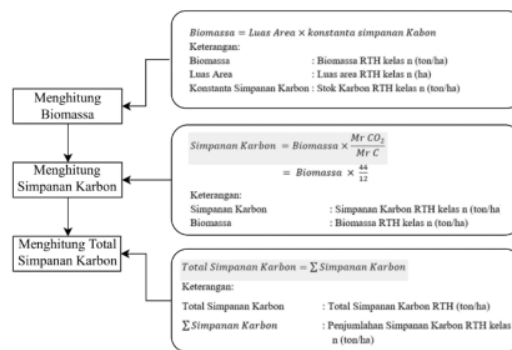 Biomassa = Luas Area × konstanta simpanan Kabon
Keterangan:
Biomassa : Biomassa RTH kelas n (ton/ha)
Luas Area : Luas area RTH kelas n (ha)
Konstanta Simpanan Karbon : Stok Karbon RTH kelas n (ton/ha)
Menghitung
Biomassa
Simpanan Karbon = Biomassa × Mr CO₂ / Mr C
= Biomassa × 44/12
Keterangan:
Simpanan Karbon : Simpanan Karbon RTH kelas n (ton/ha
Biomassa : Biomassa RTH kelas n (ton/ha)
Menghitung
Simpanan Karbon
Menghitung Total
Simpanan Karbon
Total Simpanan Karbon = ∑ Simpanan Karbon
Keterangan:
Total Simpanan Karbon : Total Simpanan Karbon RTH (ton/ha)
∑ Simpanan Karbon : Penjumlahan Simpanan Karbon RTH kelas
n (ton/ha)